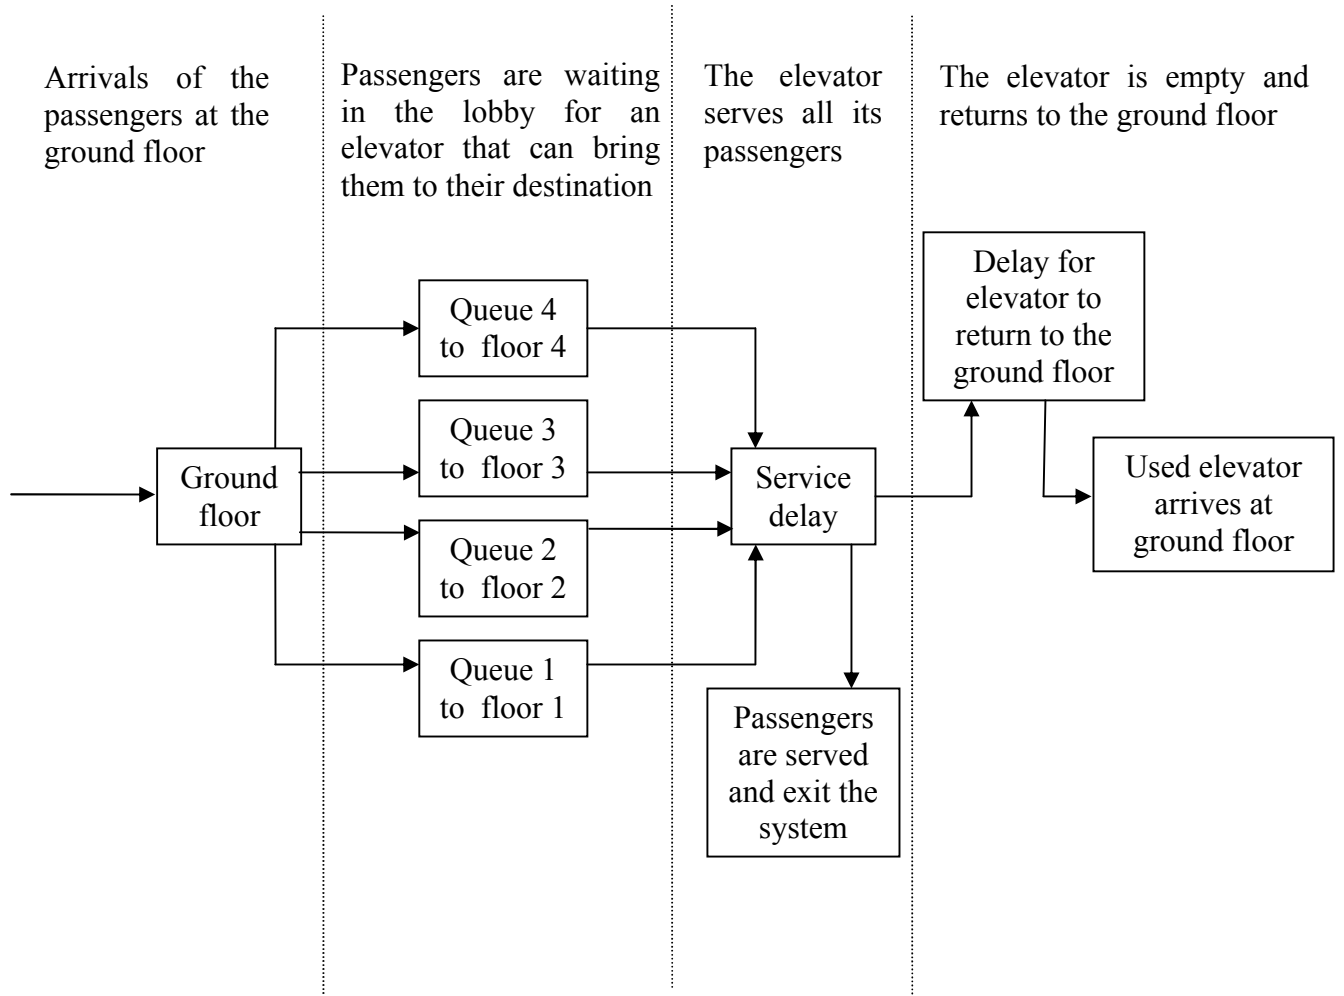 Arrivals of the
passengers at the
ground floor
Passengers are waiting
in the lobby for an
elevator that can bring
them to their destination
The elevator
serves all its
passengers
The elevator is empty and
returns to the ground floor
Ground
floor
Queue 4
to floor 4
Queue 3
to floor 3
Queue 2
to floor 2
Queue 1
to floor 1
Service
delay
Passengers
are served
and exit the
system
Delay for
elevator to
return to the
ground floor
Used elevator
arrives at
ground floor